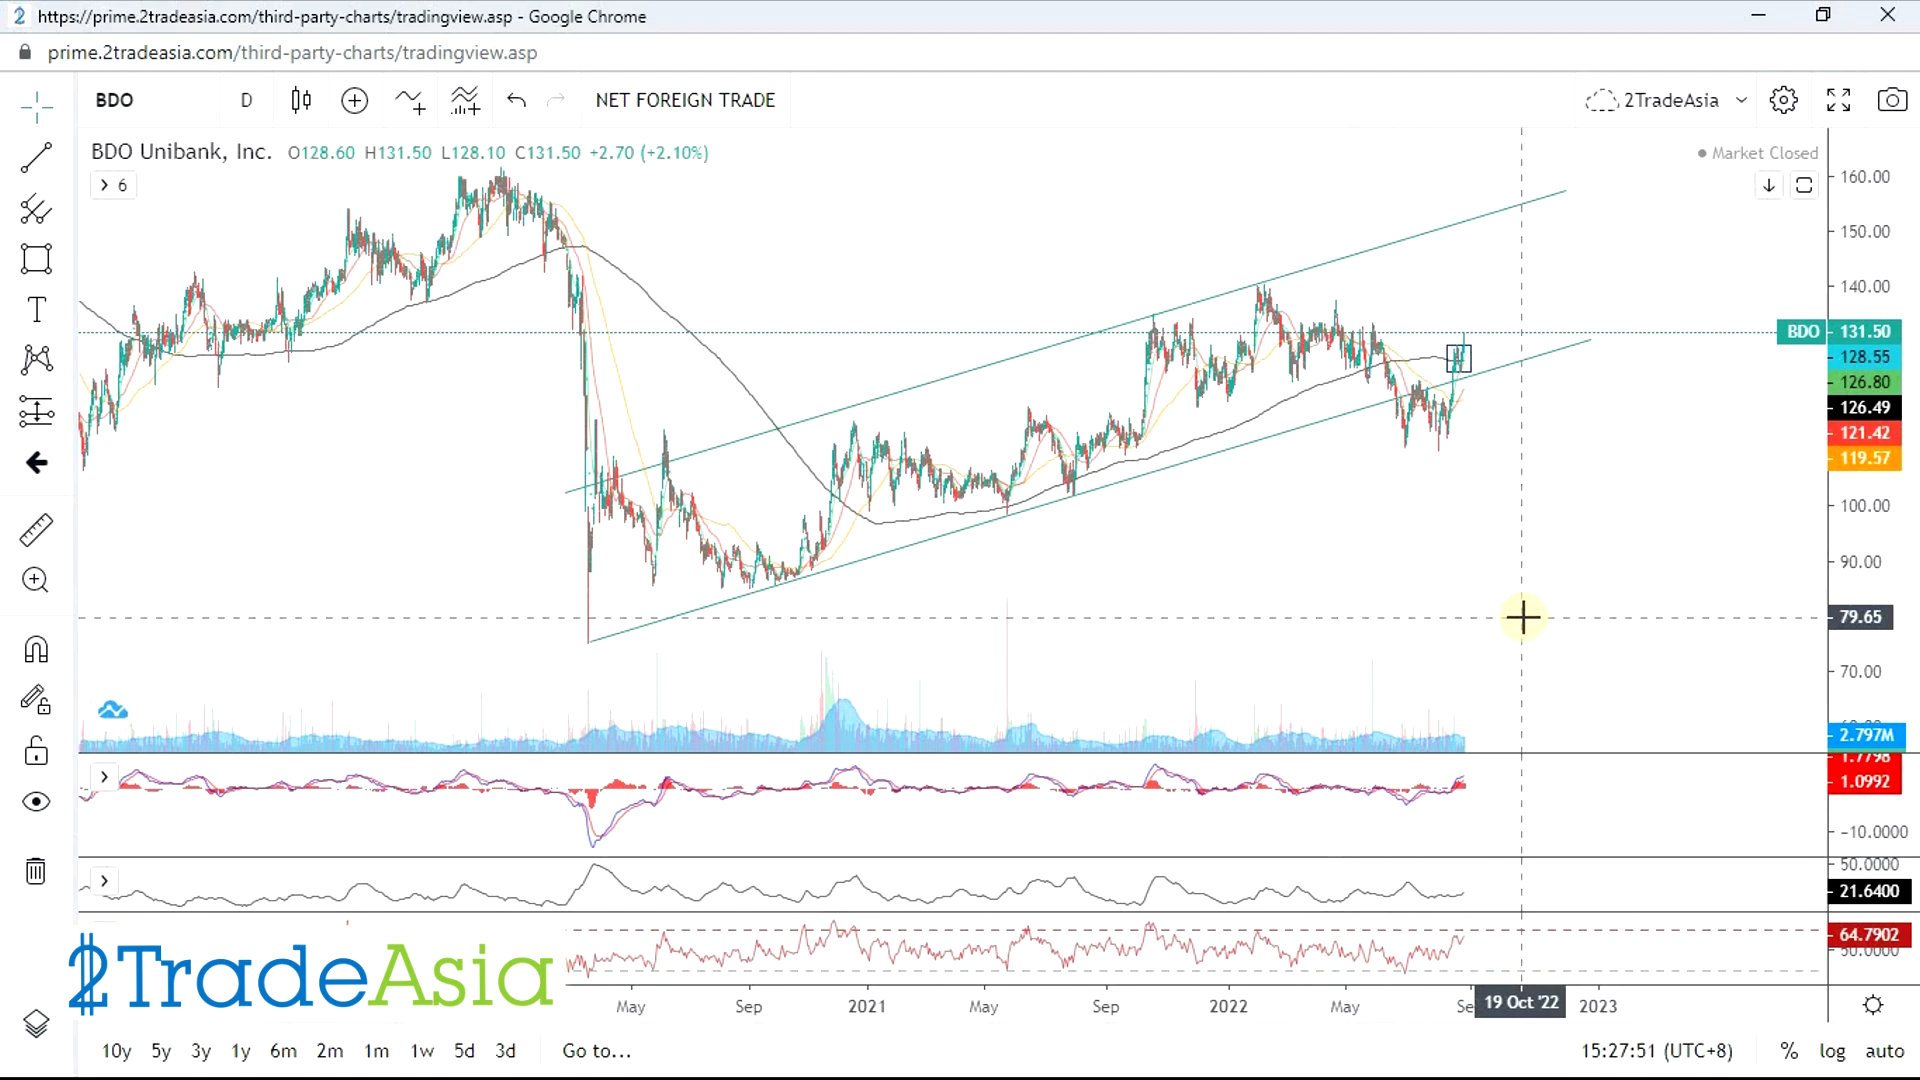 https://prime.2tradeasia.com/third-party-charts/tradingview.asp - Google Chrome
prime.2tradeasia.com/third-party-charts/tradingview.asp
BDO D NET FOREIGN TRADE 2TradeAsia
BDO Unibank, Inc. O128.60 H131.50 L128.10 C131.50 +2.70 (+2.10%)
Market Closed
6
160.00
150.00
140.00
BDO 131.50
128.55
126.80
126.49
121.42
119.57
100.00
90.00
79.65
70.00
2.797M
1.7798
1.0992
−10.0000
50.0000
21.6400
64.7902
50.0000
2TradeAsia
May Sep 2021 May Sep 2022 May Se 19 Oct '22 2023
10y 5y 3y 1y 6m 2m 1m 1w 5d 3d Go to... 15:27:51 (UTC+8) % log auto